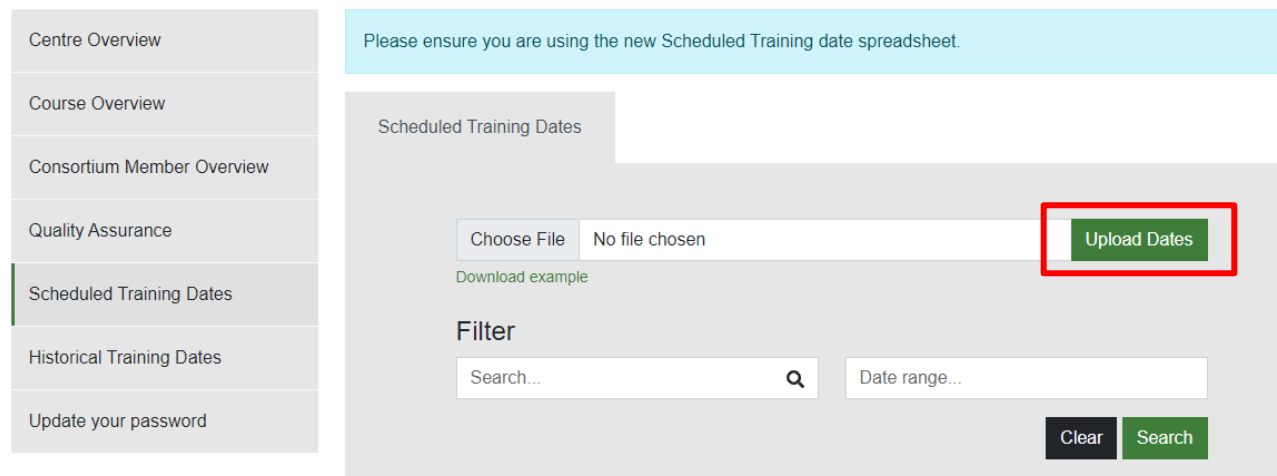 Centre Overview
Course Overview
Consortium Member Overview
Quality Assurance
Scheduled Training Dates
Historical Training Dates
Update your password
Please ensure you are using the new Scheduled Training date spreadsheet.
Scheduled Training Dates
Choose File No file chosen Upload Dates
Download example
Filter
Search... Date range...
Clear Search